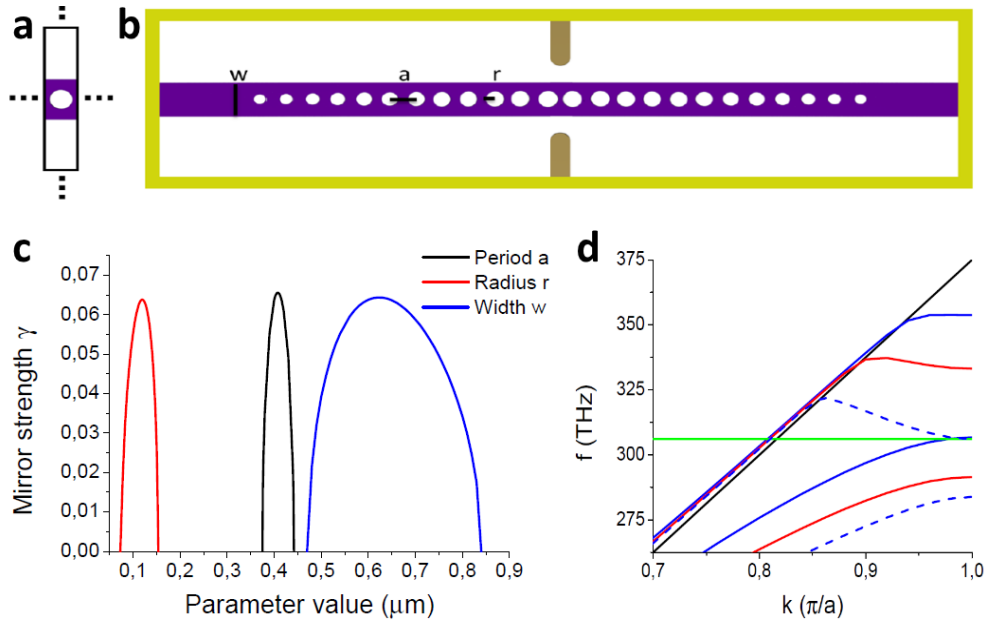 a
b
w
a
r
c
Period a
Radius r
Width w
0,07
0,06
0,05
0,04
0,03
0,02
0,01
0,00
Mirror strength γ
0,1 0,2 0,3 0,4 0,5 0,6 0,7 0,8 0,9
Parameter value (μm)
d
375
350
325
300
275
f (THz)
0,7 0,8 0,9 1,0
k (π/a)